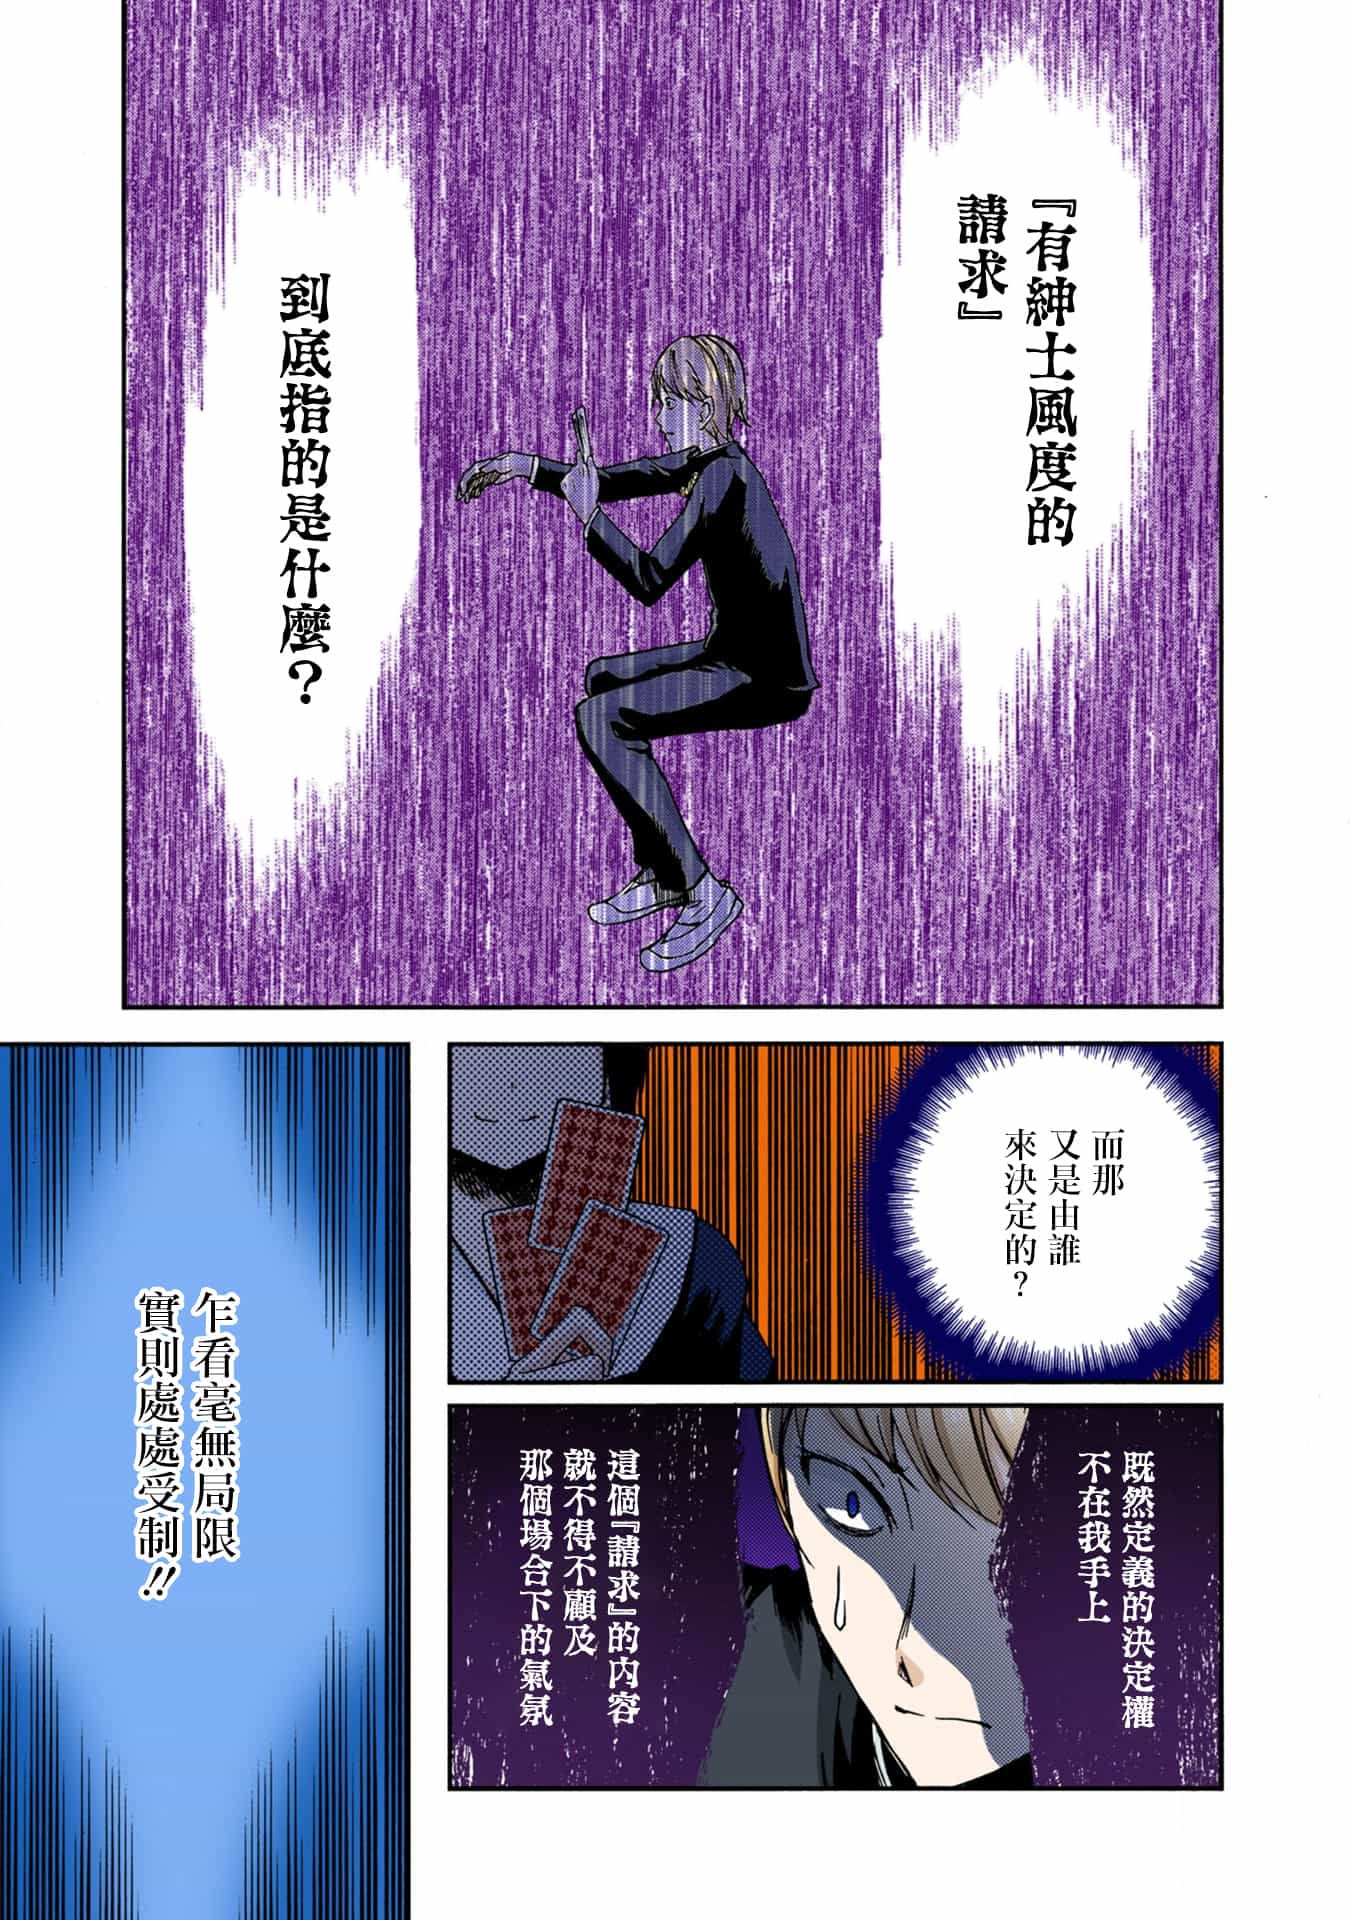 『有紳士風度的
請求』
到底指的是什麼？
而那
又是由誰
來決定的？
既然定義的決定權
不在我手上
這個『請求』的內容
就不得不顧及
那個場合下的氣氛
乍看毫無局限
實則處處受制!!